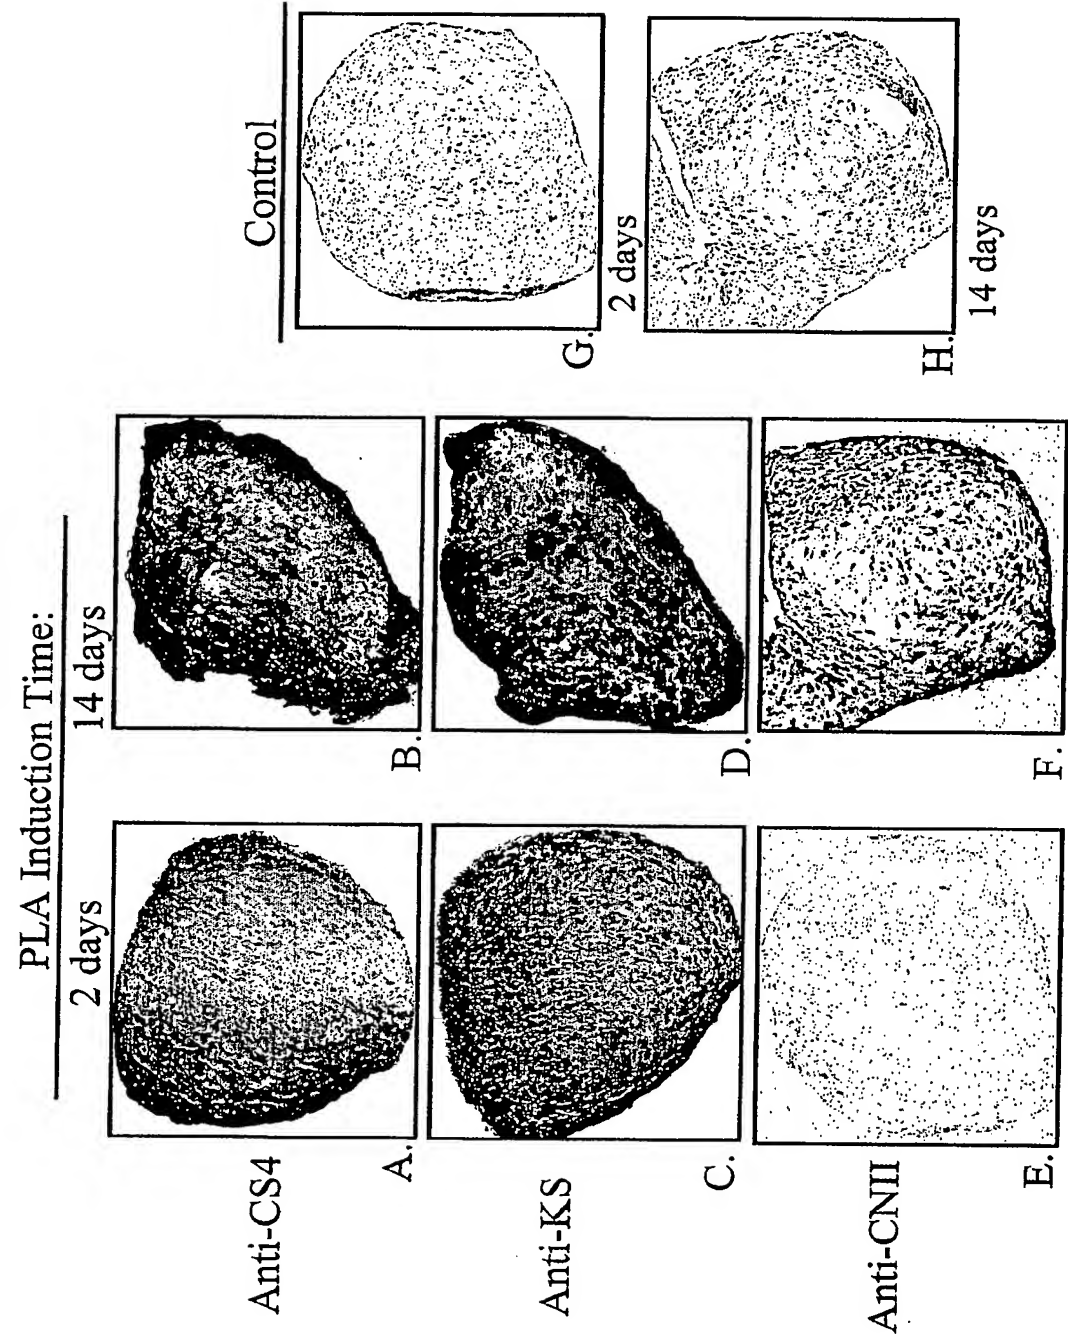 PLA Induction Time:
2 days
14 days
Control
Anti-CS4
A.
B.
G.
2 days
Anti-KS
C.
D.
H.
14 days
Anti-CNII
E.
F.